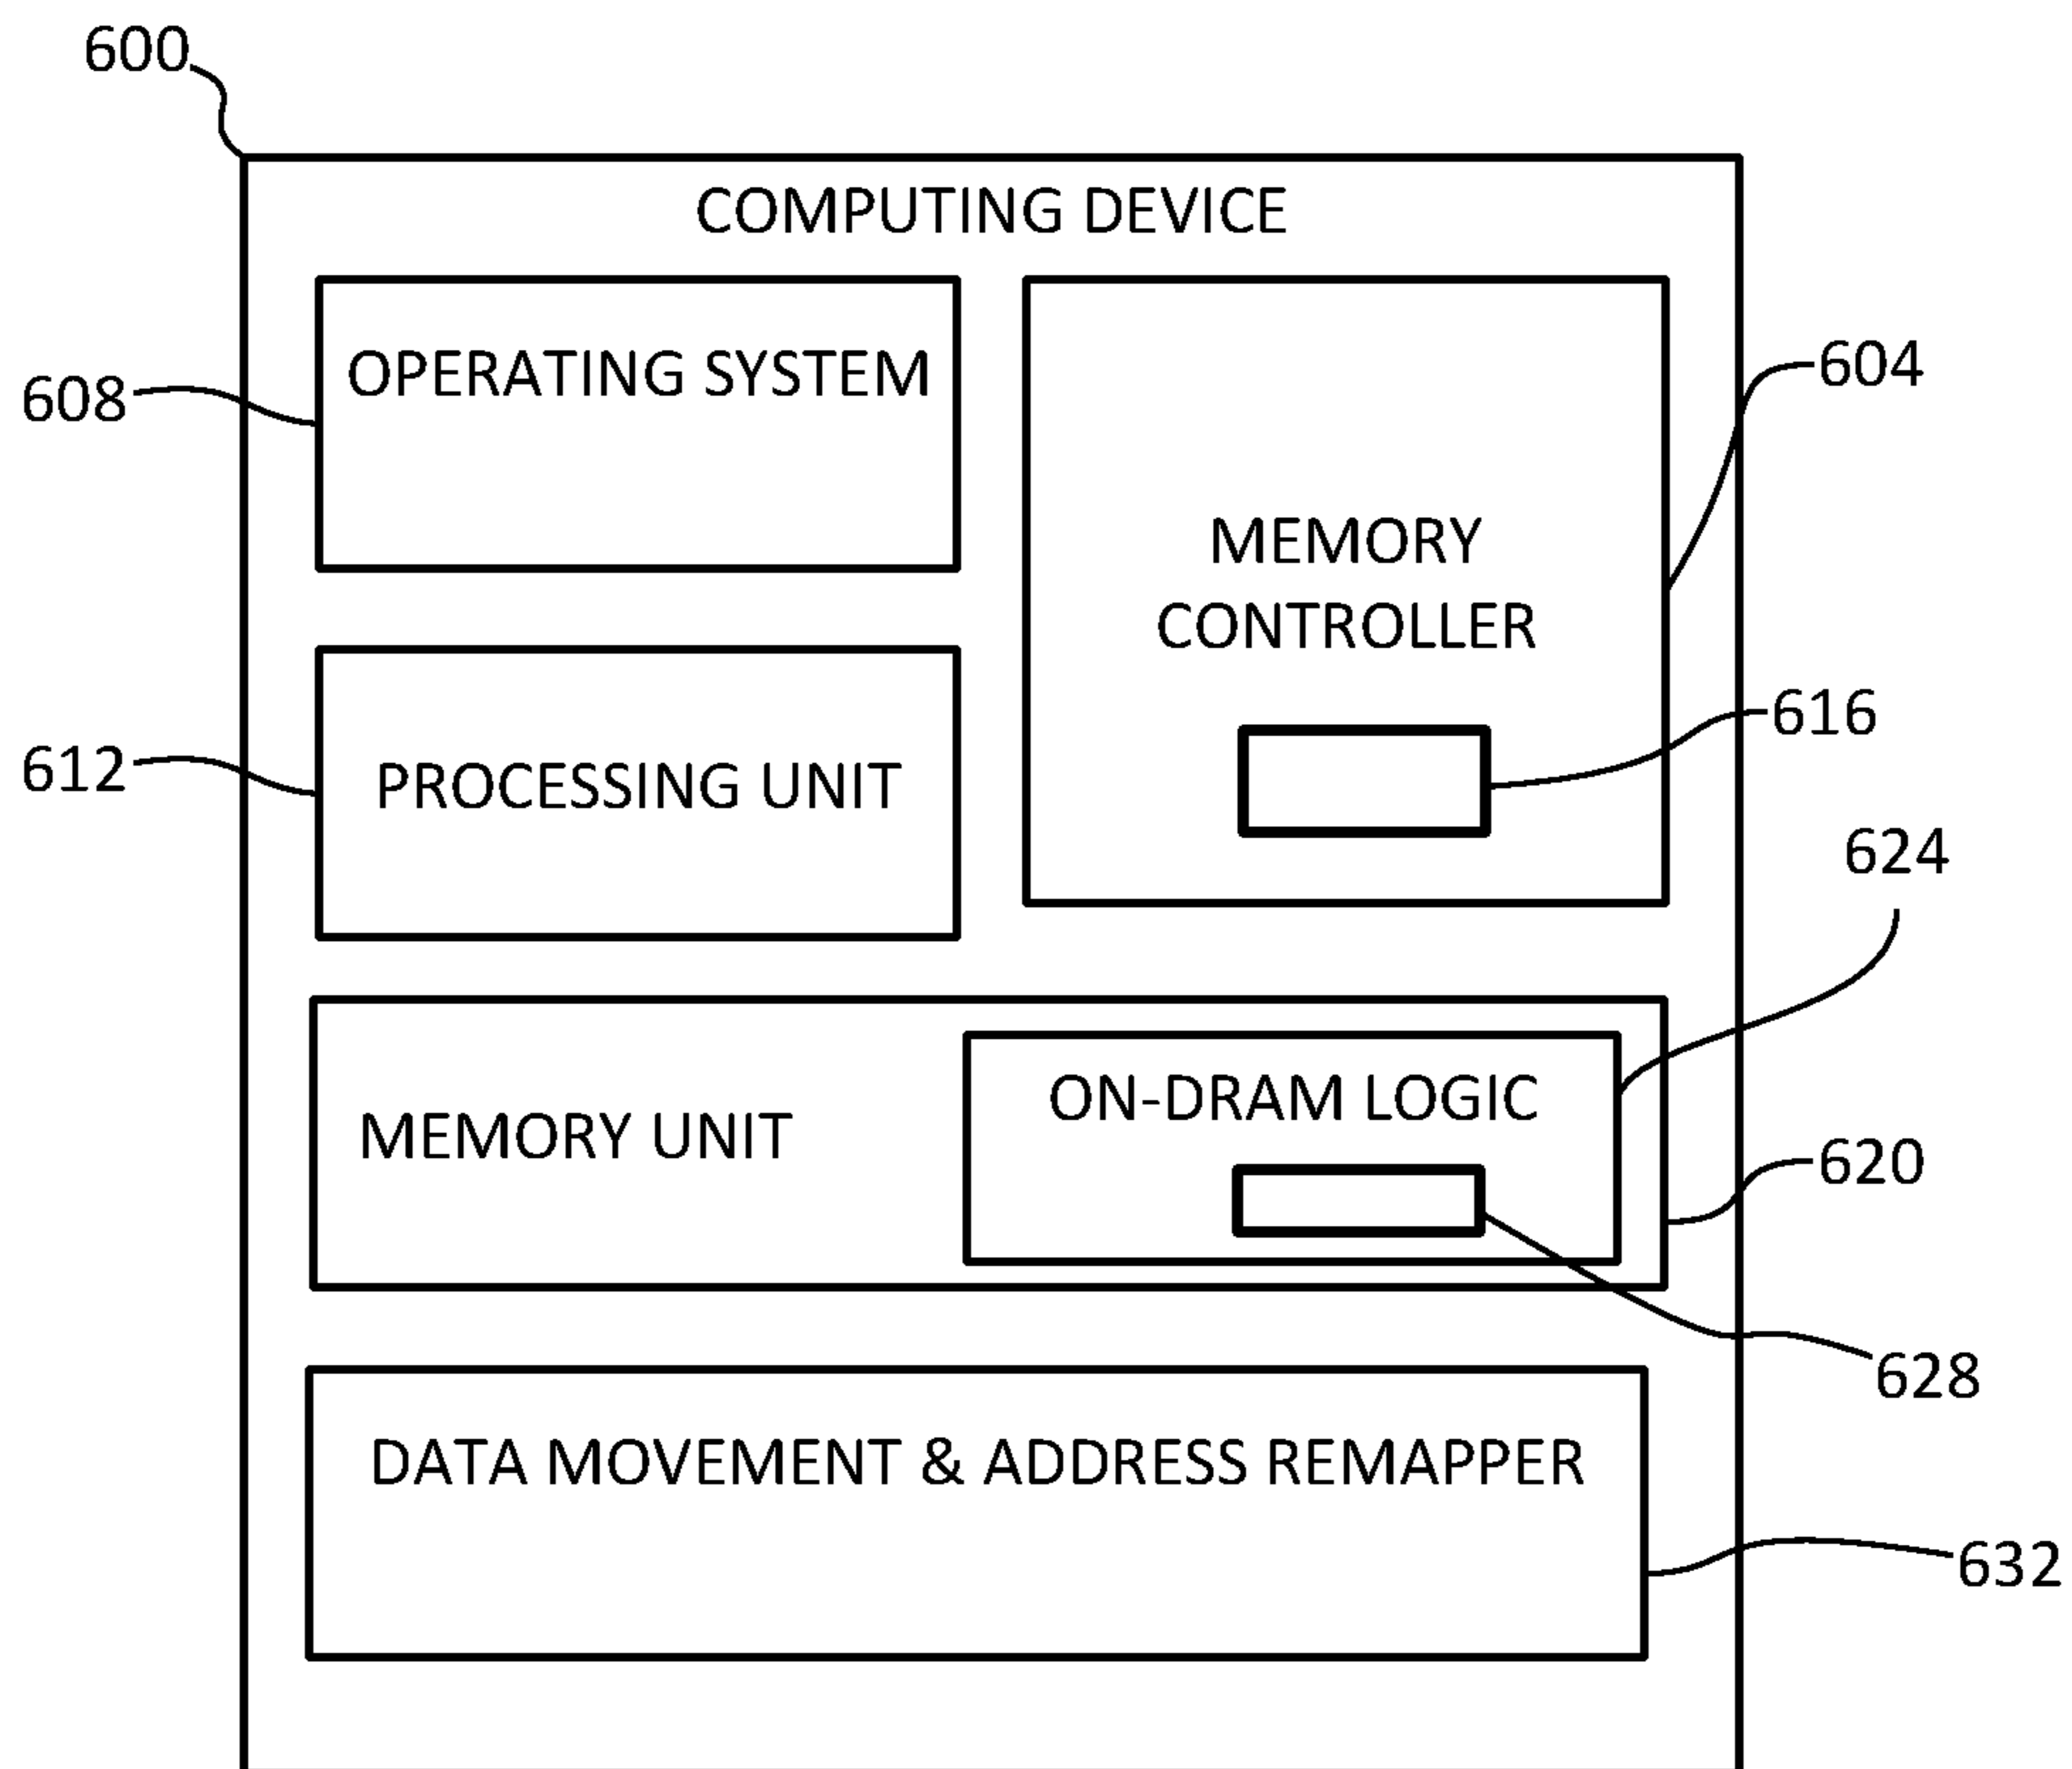 600
COMPUTING DEVICE
OPERATING SYSTEM
604
608
MEMORY
CONTROLLER
616
612
PROCESSING UNIT
624
ON-DRAM LOGIC
MEMORY UNIT
620
628
DATA MOVEMENT & ADDRESS REMAPPER
632